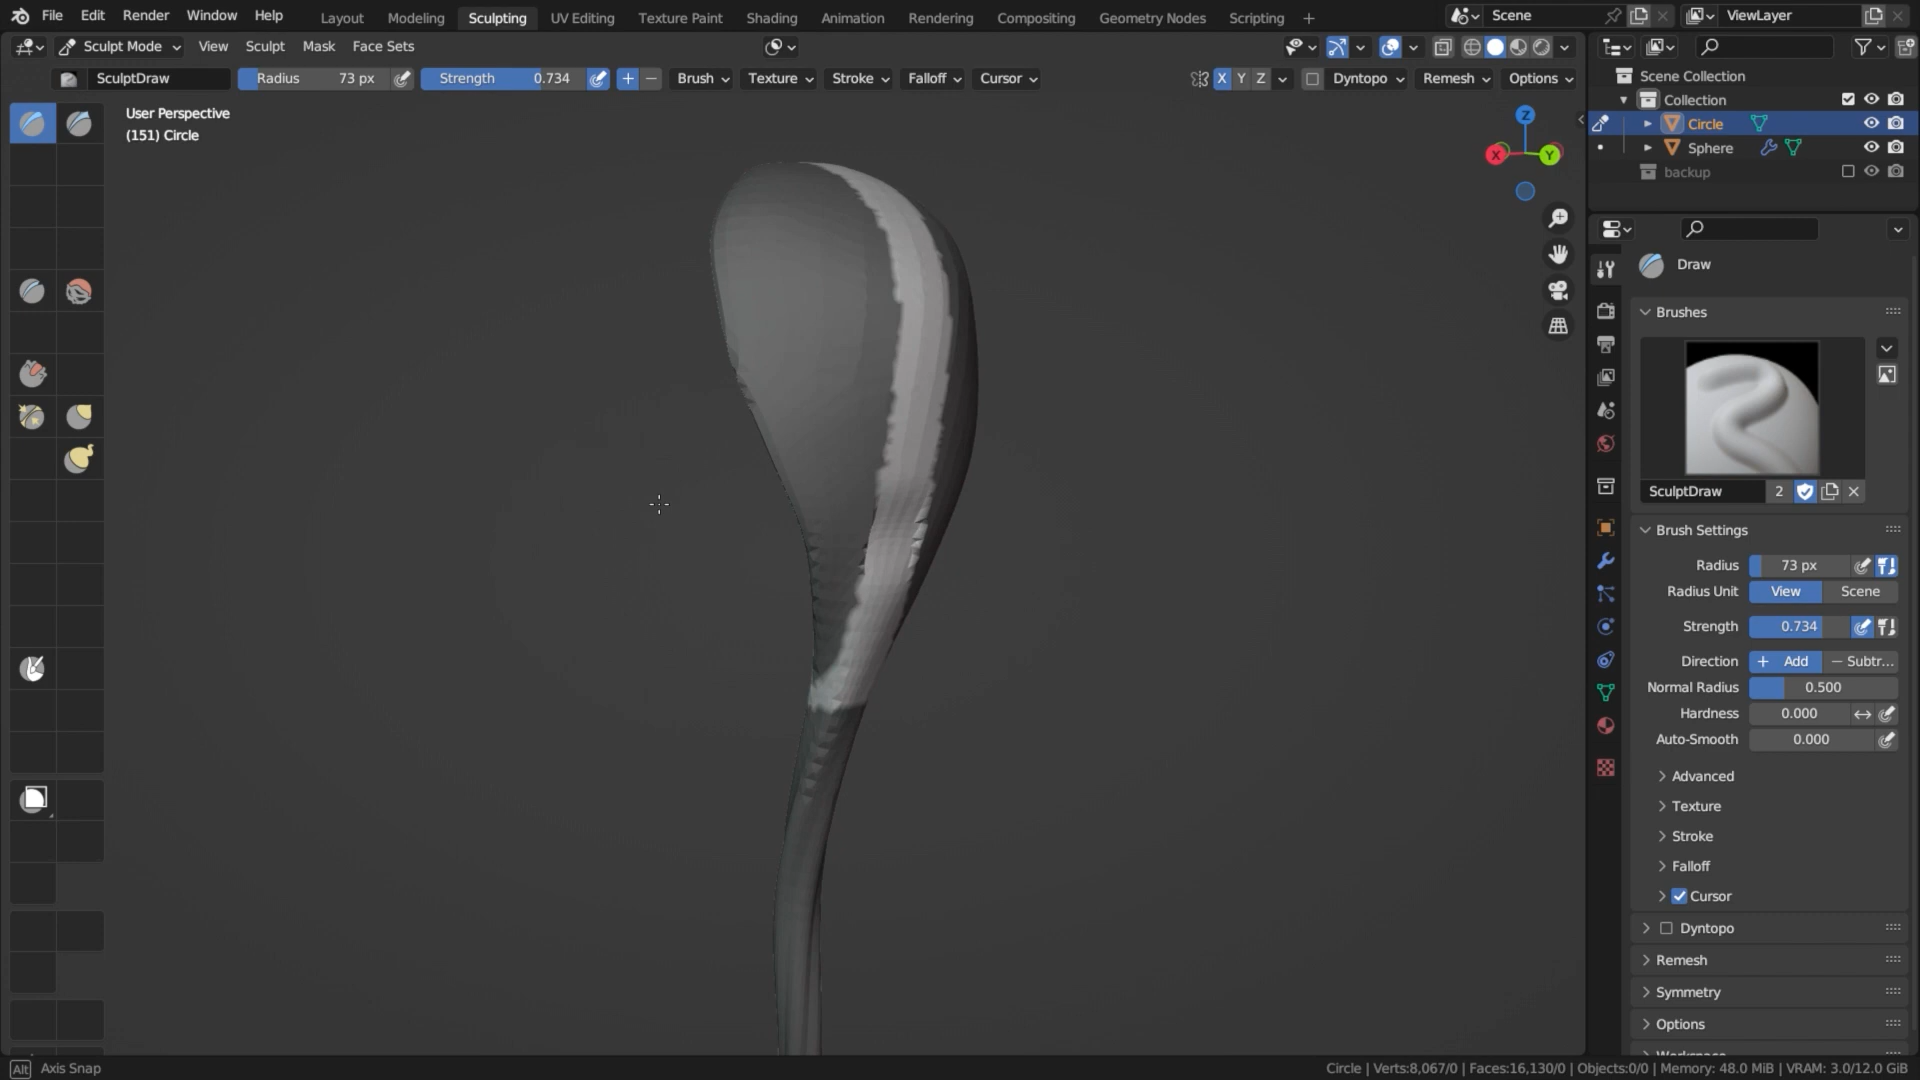 File Edit Render Window Help Layout Modeling Sculpting UV Editing Texture Paint Shading Animation Rendering Compositing Geometry Nodes Scripting + Scene ViewLayer
Sculpt Mode View Sculpt Mask Face Sets
SculptDraw Radius 73 px Strength 0.734 + − Brush Texture Stroke Falloff Cursor X Y Z Dyntopo Remesh Options
User Perspective
(151) Circle
Z
X
Y
Scene Collection
Collection
Circle
Sphere
backup
Draw
Brushes
SculptDraw 2
Brush Settings
Radius 73 px
Radius Unit View Scene
Strength 0.734
Direction + Add − Subtr...
Normal Radius 0.500
Hardness 0.000
Auto-Smooth 0.000
Advanced
Texture
Stroke
Falloff
Cursor
Dyntopo
Remesh
Symmetry
Options
Workspace
Alt Axis Snap
Circle | Verts:8,067/0 | Faces:16,130/0 | Objects:0/0 | Memory: 48.0 MiB | VRAM: 3.0/12.0 GiB